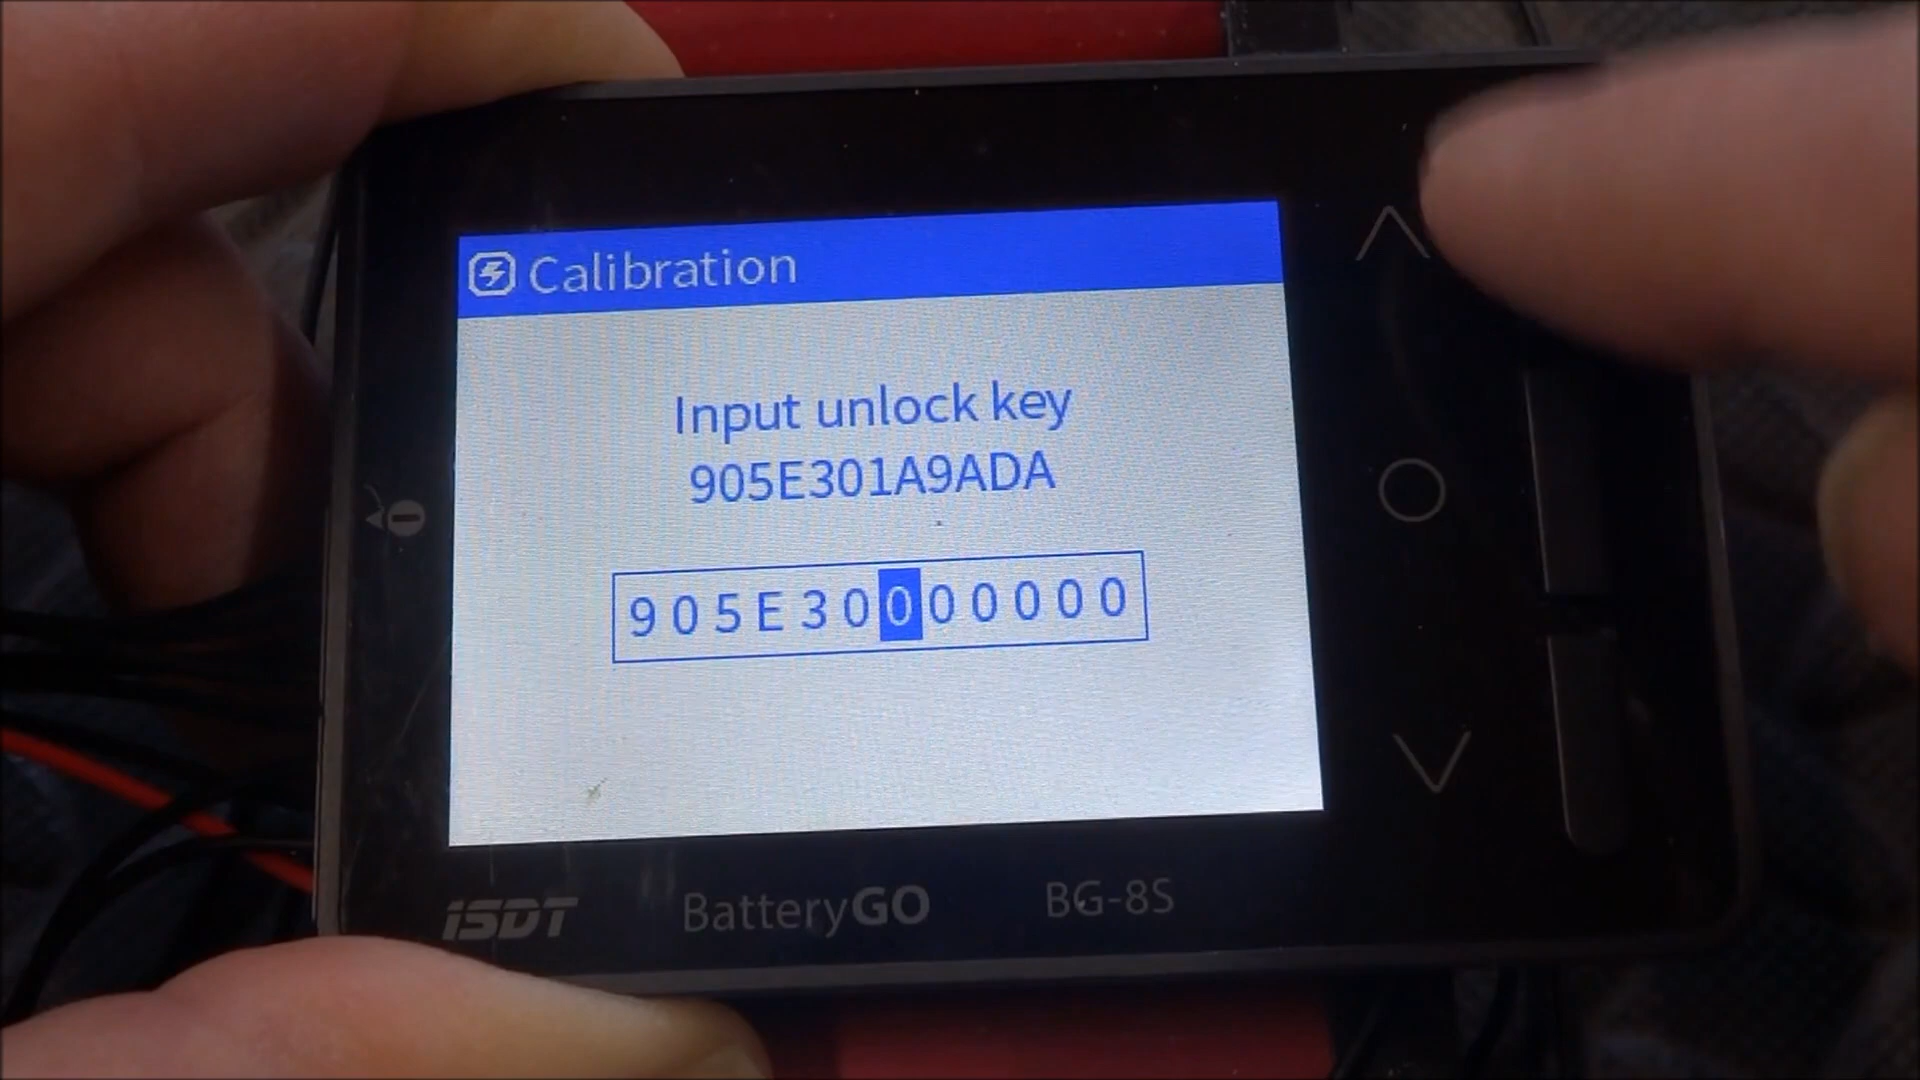 Calibration
Input unlock key
905E301A9ADA
905E30000000
iSDT BatteryGO BG-8S